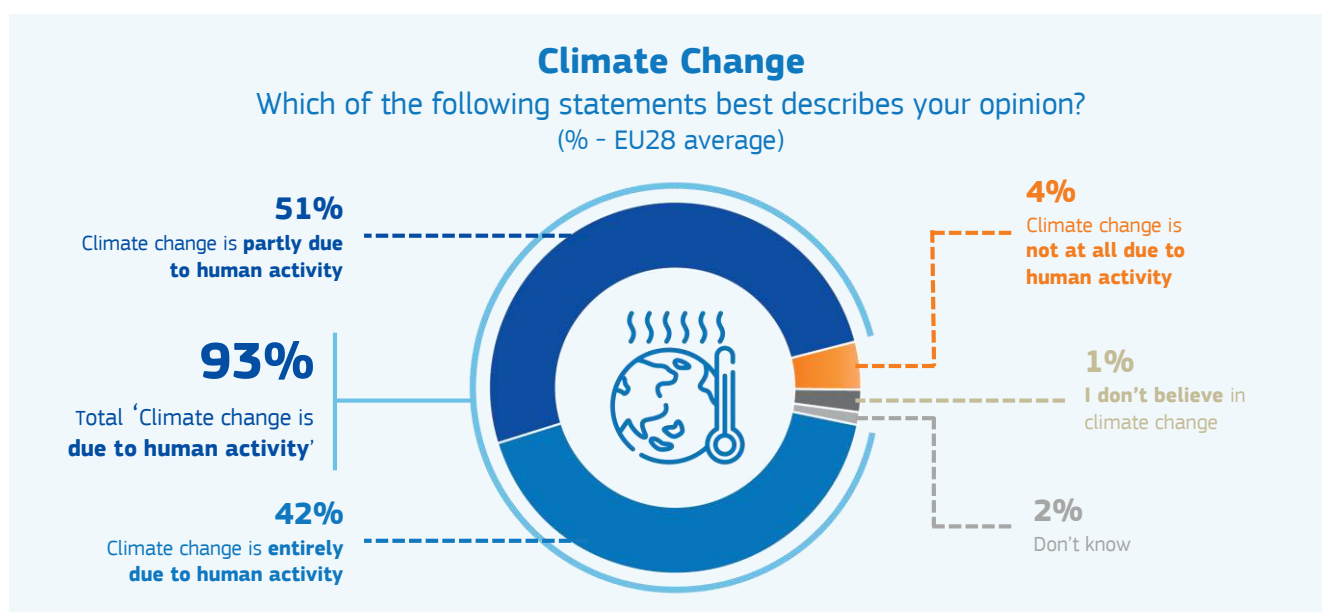 Climate Change
Which of the following statements best describes your opinion?
(% - EU28 average)
51%
Climate change is partly due
to human activity
93%
Total ‘Climate change is
due to human activity’
42%
Climate change is entirely
due to human activity
4%
Climate change is
not at all due to
human activity
1%
I don’t believe in
climate change
2%
Don’t know